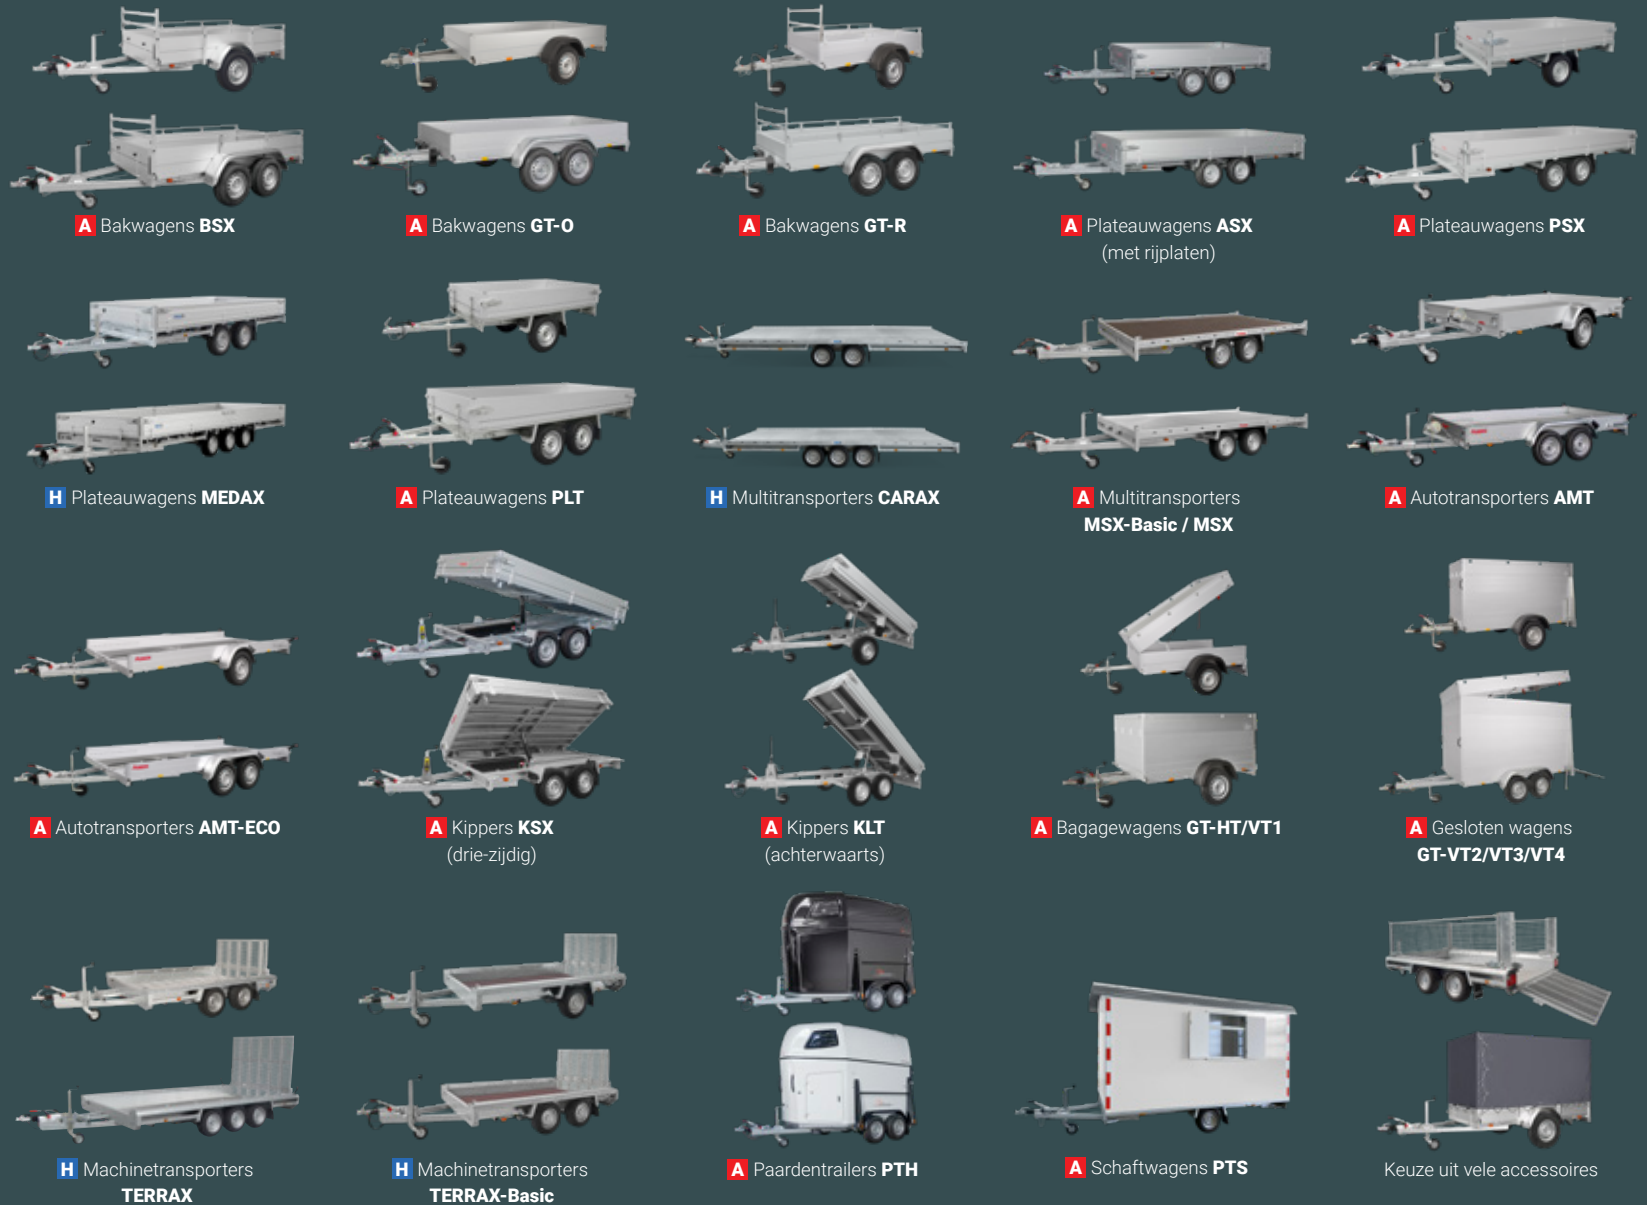 A Bakwagens BSX
A Bakwagens GT-O
A Bakwagens GT-R
A Plateauwagens ASX
(met rijplaten)
A Plateauwagens PSX
H Plateauwagens MEDAX
A Plateauwagens PLT
H Multitransporters CARAX
A Multitransporters
MSX-Basic / MSX
A Autotransporters AMT
A Autotransporters AMT-ECO
A Kippers KSX
(drie-zijdig)
A Kippers KLT
(achterwaarts)
A Bagagewagens GT-HT/VT1
A Gesloten wagens
GT-VT2/VT3/VT4
H Machinetransporters
TERRAX
H Machinetransporters
TERRAX-Basic
A Paardentrailers PTH
A Schaftwagens PTS
Keuze uit vele accessoires